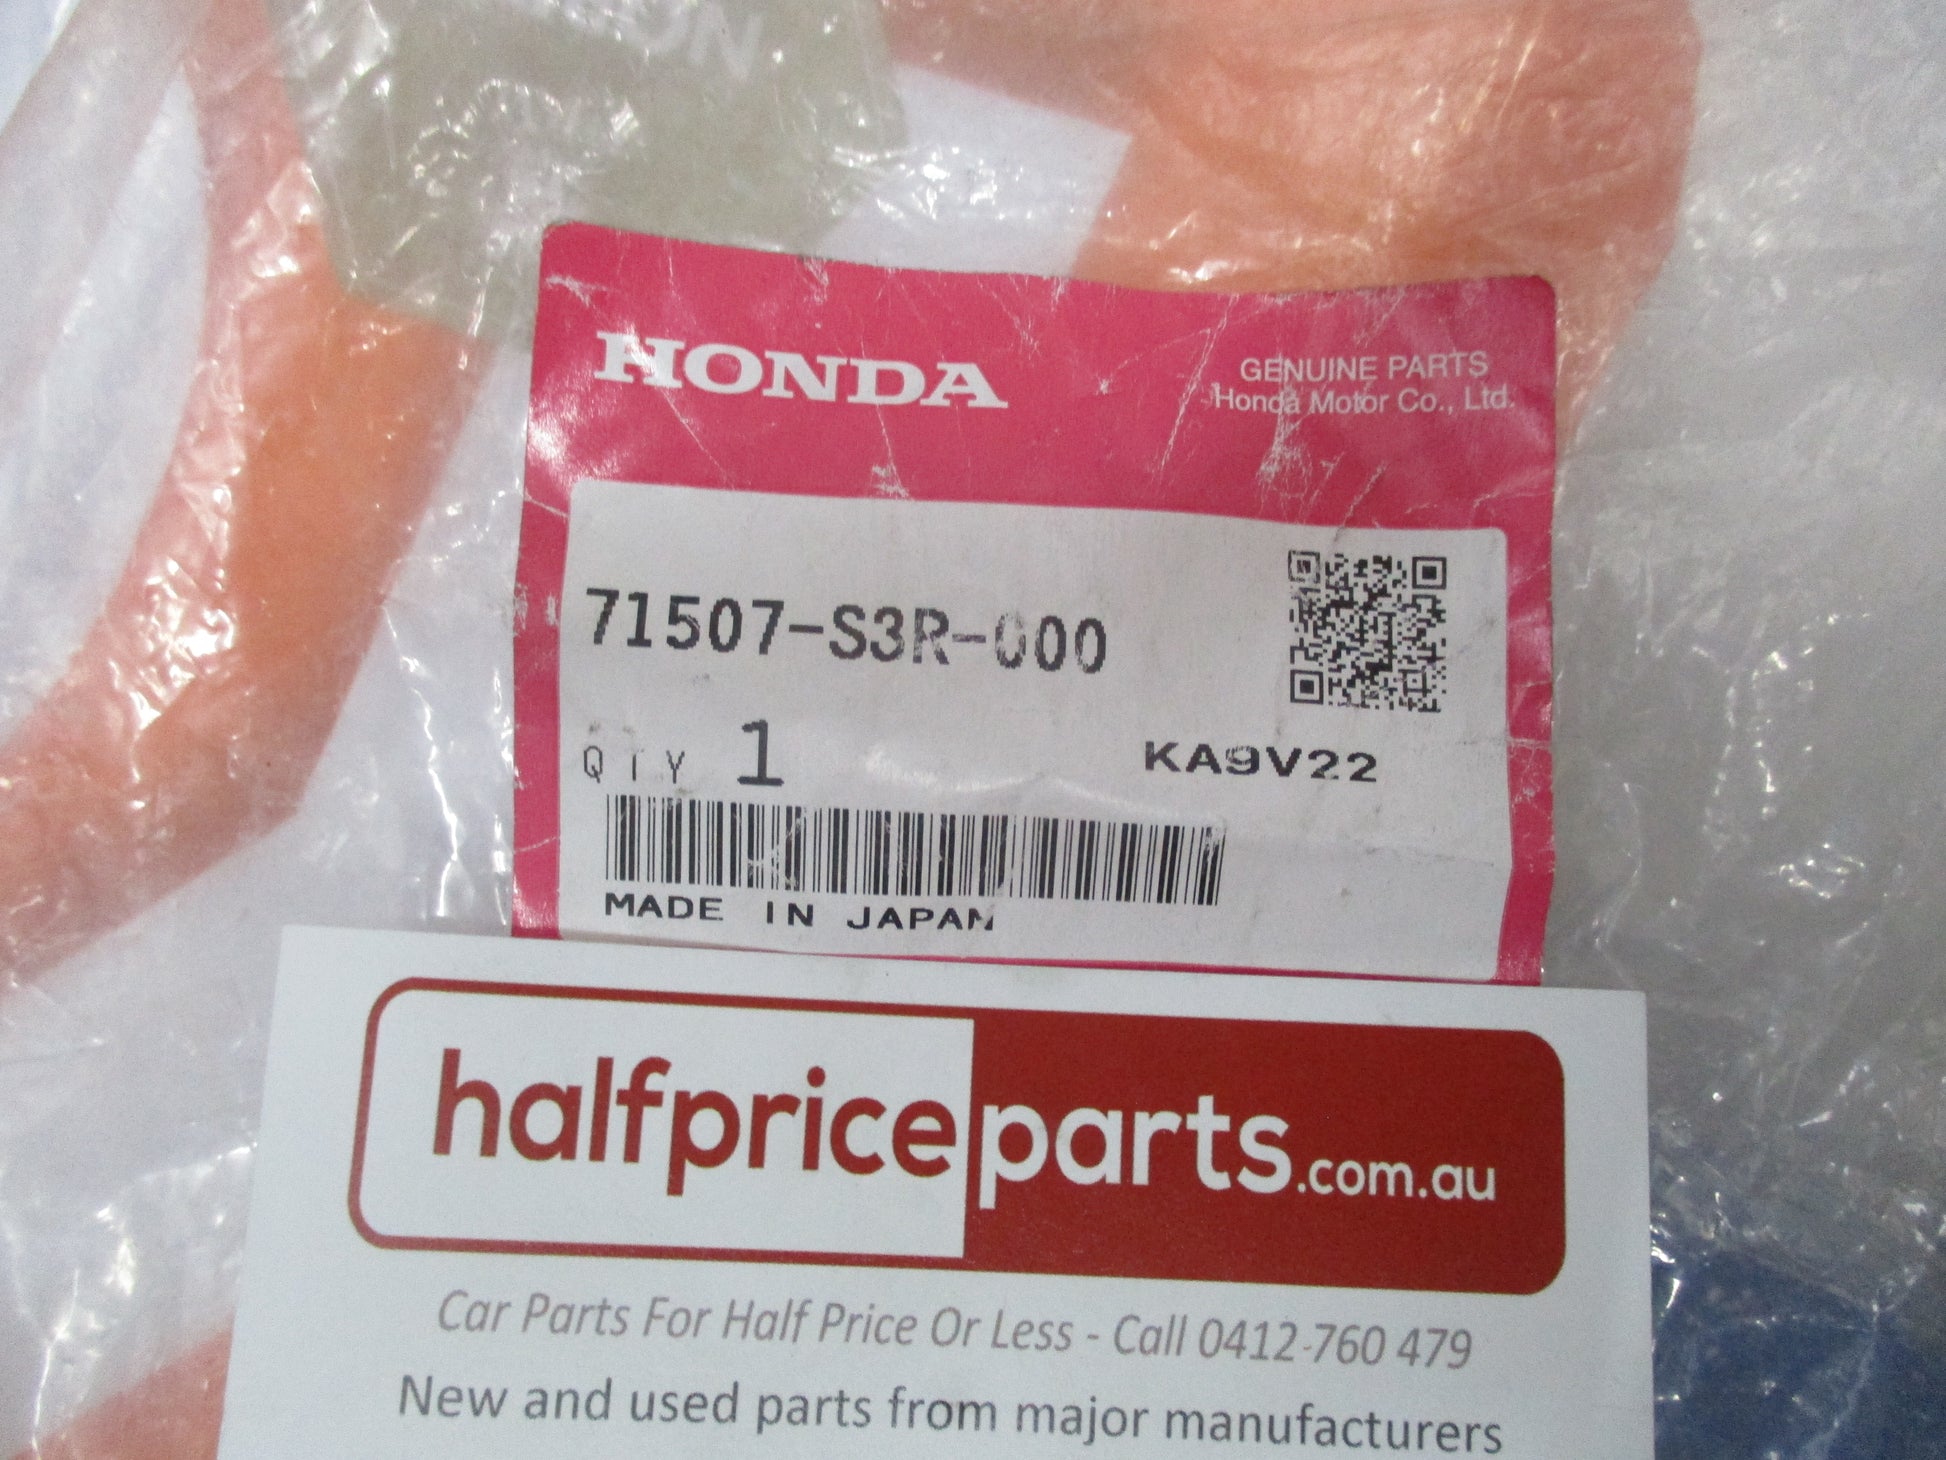 HONDA
GENUINE PARTS
Honda Motor Co., Ltd.
71507-S3R-000
QTY 1
KA9V22
MADE IN JAPAN
halfpriceparts.com.au
Car Parts For Half Price Or Less - Call 0412-760 479
New and used parts from major manufacturers